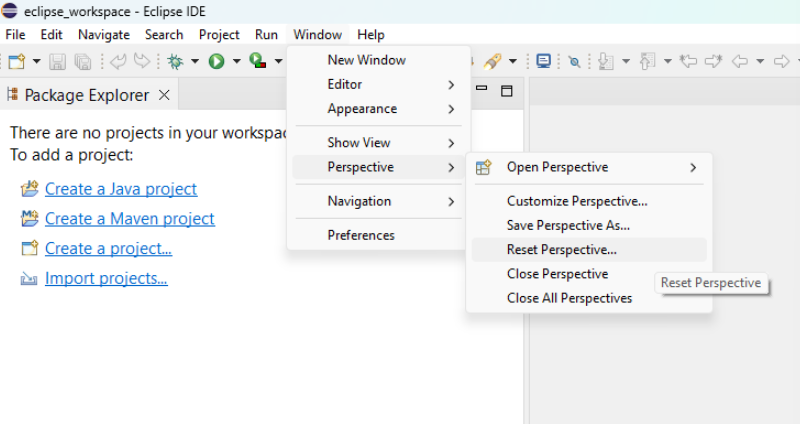 eclipse_workspace - Eclipse IDE
File Edit Navigate Search Project Run Window Help
Package Explorer
There are no projects in your workspac
To add a project:
Create a Java project
Create a Maven project
Create a project...
Import projects...
New Window
Editor
Appearance
Show View
Perspective
Navigation
Preferences
Open Perspective
Customize Perspective...
Save Perspective As...
Reset Perspective...
Close Perspective
Close All Perspectives
Reset Perspective